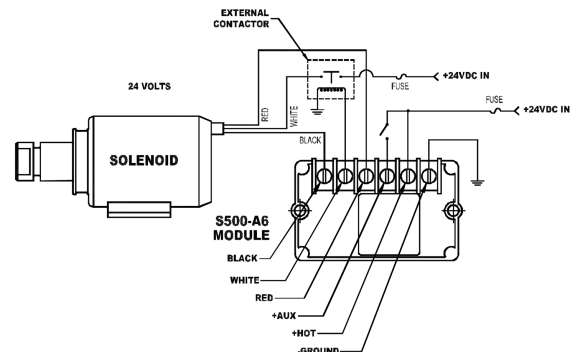 EXTERNAL
CONTACTOR
+24VDC IN
FUSE
24 VOLTS
FUSE
+24VDC IN
RED
WHITE
BLACK
SOLENOID
S500-A6
MODULE
BLACK
WHITE
RED
+AUX
+HOT
-GROUND